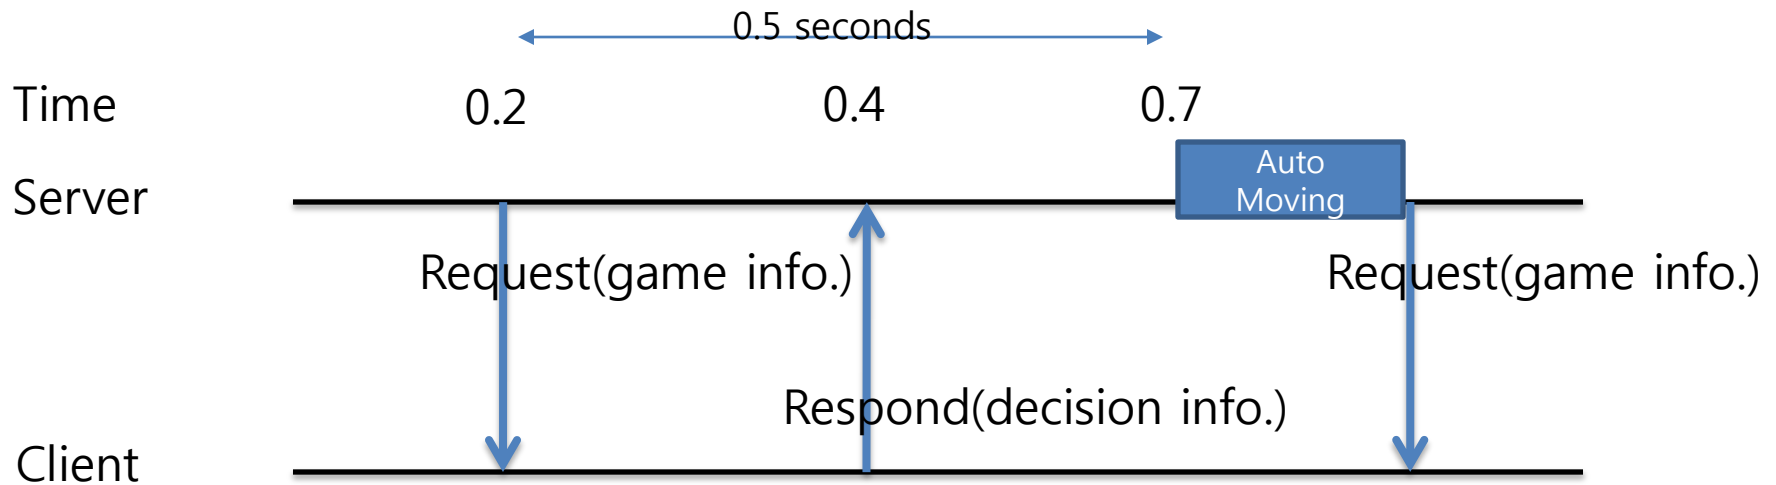 0.5 seconds
Time 0.2 0.4 0.7
Auto
Moving
Server
Request(game info.) Request(game info.)
Respond(decision info.)
Client